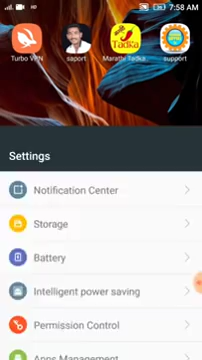 HD
7:58 AM
Turbo VPN
saport
Marathi Tadka
support
Settings
Notification Center
Storage
Battery
Intelligent power saving
Permission Control
Apps Management